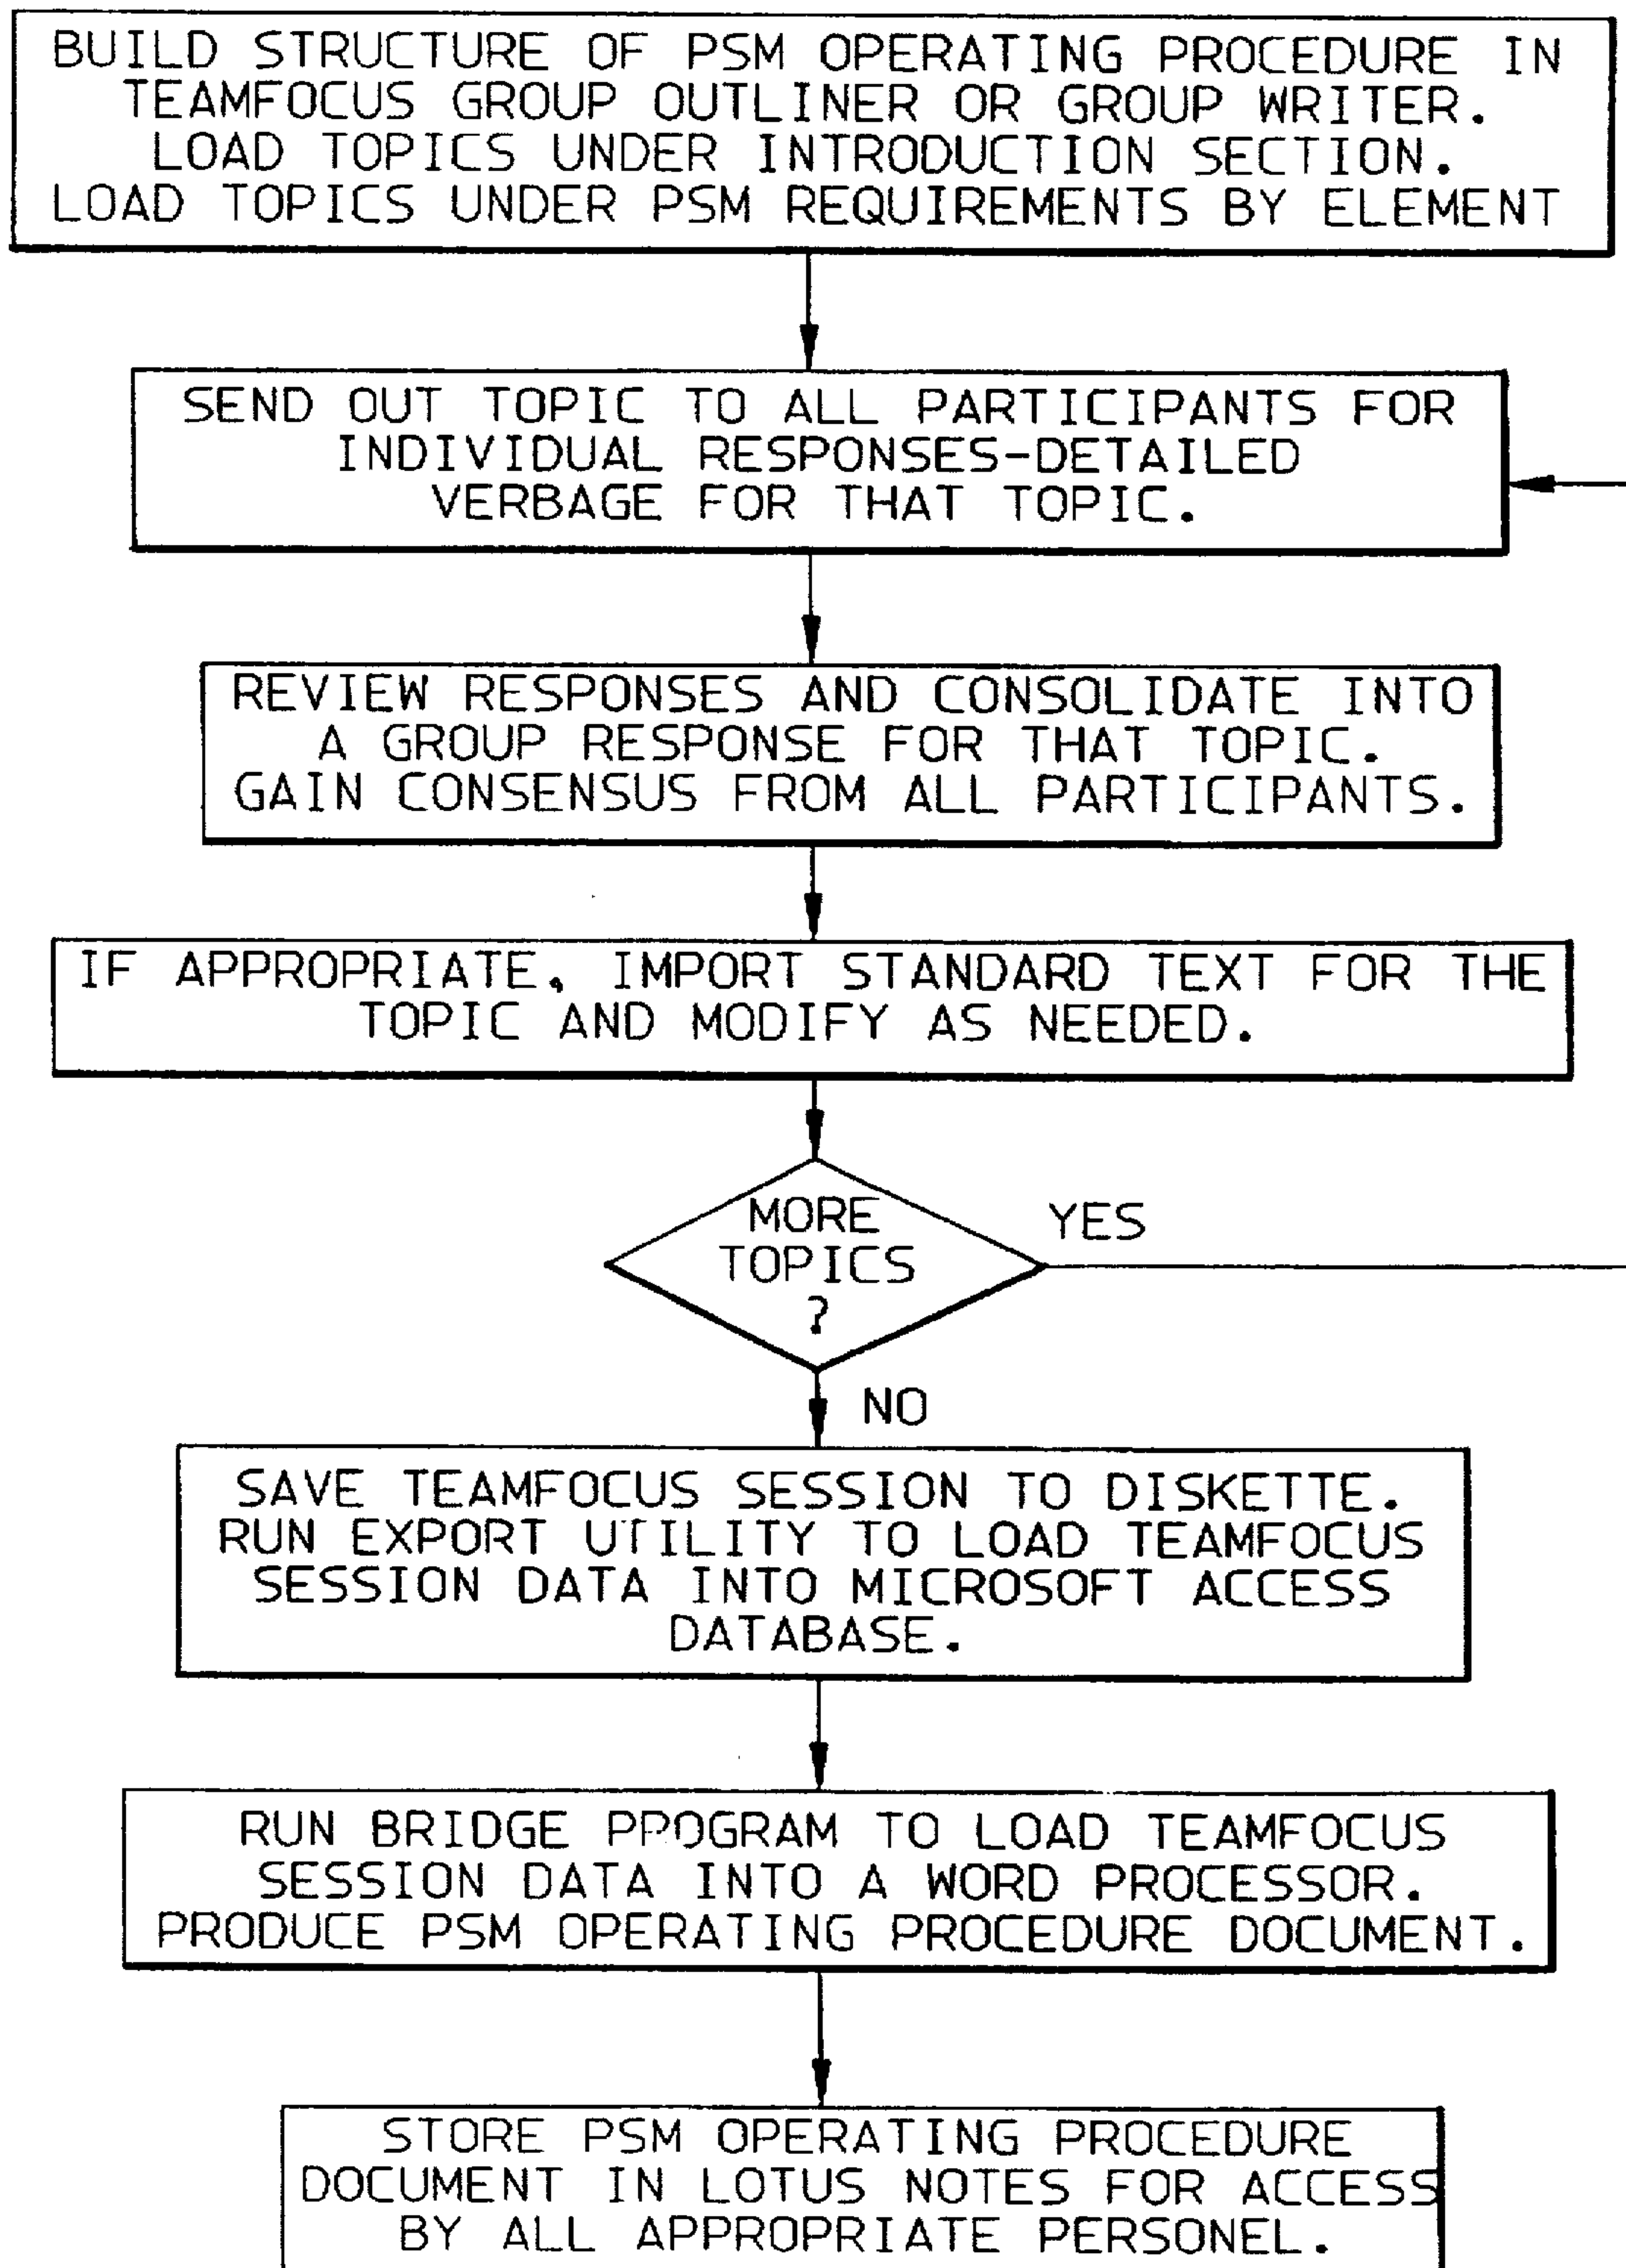 BUILD STRUCTURE OF PSM OPERATING PROCEDURE IN
TEAMFOCUS GROUP OUTLINER OR GROUP WRITER.
LOAD TOPICS UNDER INTRODUCTION SECTION.
LOAD TOPICS UNDER PSM REQUIREMENTS BY ELEMENT
SEND OUT TOPIC TO ALL PARTICIPANTS FOR
INDIVIDUAL RESPONSES-DETAILED
VERBAGE FOR THAT TOPIC.
REVIEW RESPONSES AND CONSOLIDATE INTO
A GROUP RESPONSE FOR THAT TOPIC.
GAIN CONSENSUS FROM ALL PARTICIPANTS.
IF APPROPRIATE, IMPORT STANDARD TEXT FOR THE
TOPIC AND MODIFY AS NEEDED.
MORE
TOPICS
?
YES
NO
SAVE TEAMFOCUS SESSION TO DISKETTE.
RUN EXPORT UTILITY TO LOAD TEAMFOCUS
SESSION DATA INTO MICROSOFT ACCESS
DATABASE.
RUN BRIDGE PROGRAM TO LOAD TEAMFOCUS
SESSION DATA INTO A WORD PROCESSOR.
PRODUCE PSM OPERATING PROCEDURE DOCUMENT.
STORE PSM OPERATING PROCEDURE
DOCUMENT IN LOTUS NOTES FOR ACCESS
BY ALL APPROPRIATE PERSONEL.